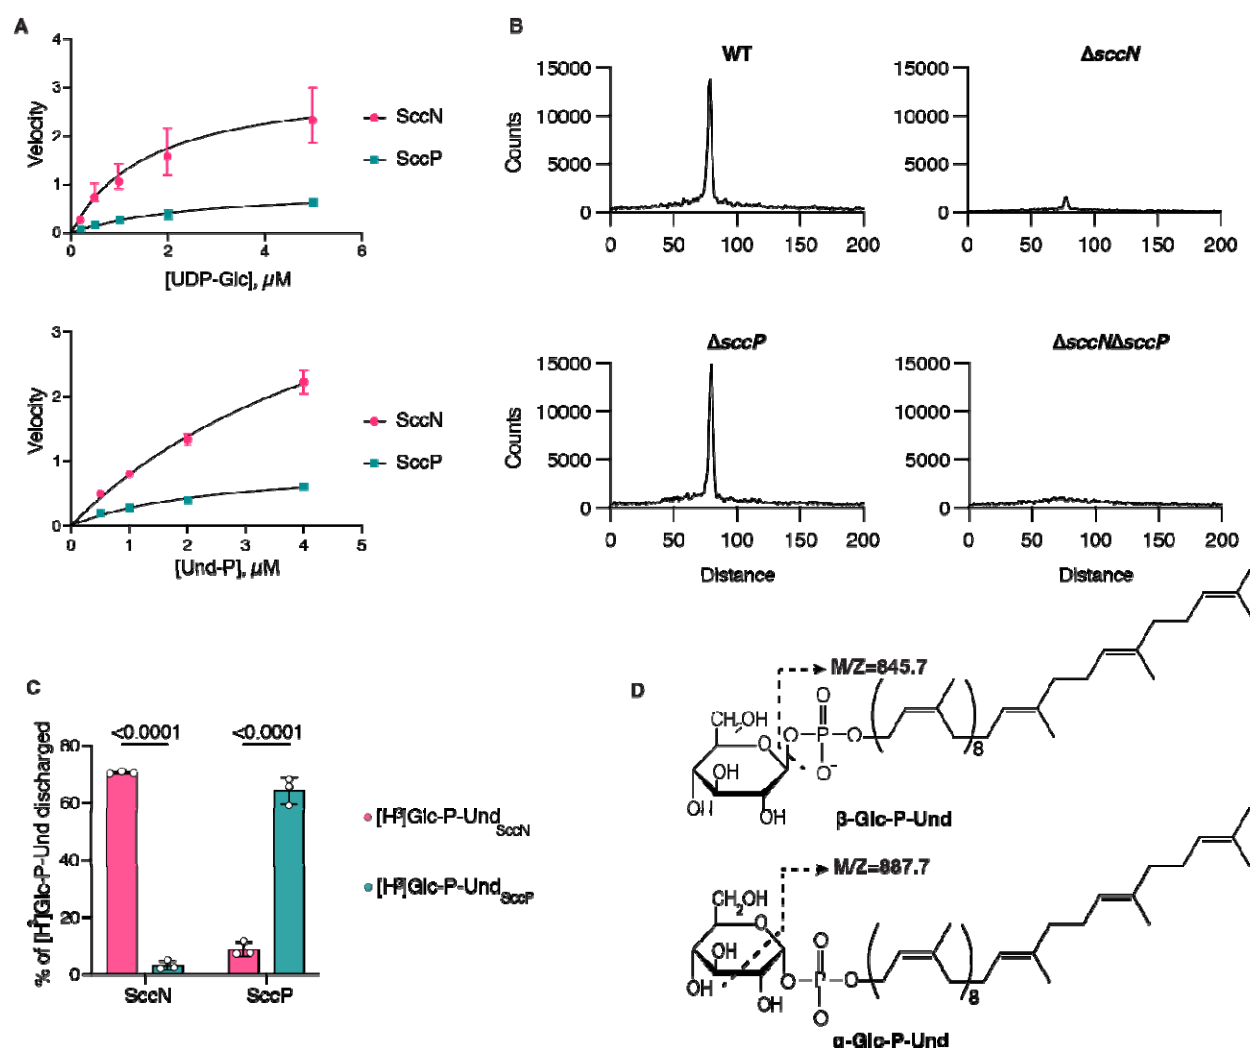 A
4
3
2
1
0
Velocity
0 2 4 6
[UDP-Glc], µM
SccN
SccP
3
2
1
0
Velocity
0 1 2 3 4 5
[Und-P], µM
SccN
SccP
B
WT
15000
10000
5000
0
Counts
0 50 100 150 200
ΔsccN
15000
10000
5000
0
0 50 100 150 200
ΔsccP
15000
10000
5000
0
Counts
0 50 100 150 200
Distance
ΔsccNΔsccP
15000
10000
5000
0
0 50 100 150 200
Distance
C
<0.0001 <0.0001
80
60
40
20
0
% of [H³]Glc-P-Und discharged
SccN SccP
[H³]Glc-P-Und SccN
[H³]Glc-P-Und SccP
D
M/Z=845.7
CH2OH
O
O
O P O
O-
OH
OH
OH
8
β-Glc-P-Und
M/Z=887.7
CH2OH
O
OH
OH
OH
O
O P O
O
8
α-Glc-P-Und